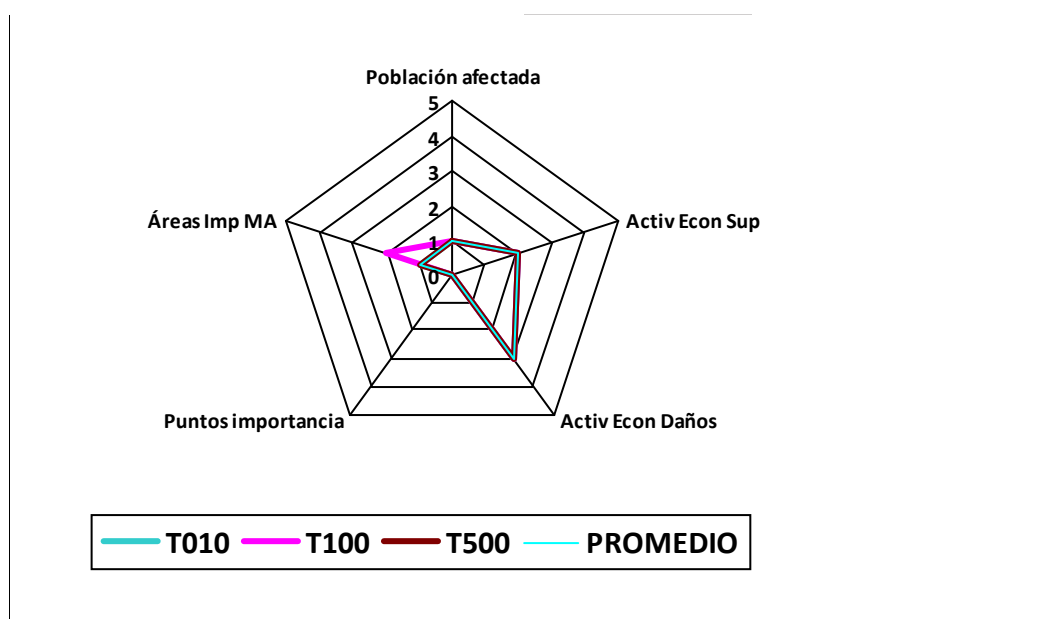 Población afectada
5
4
3
2
1
0
Áreas Imp MA
Activ Econ Sup
Puntos importancia
Activ Econ Daños
T010 T100 T500 PROMEDIO